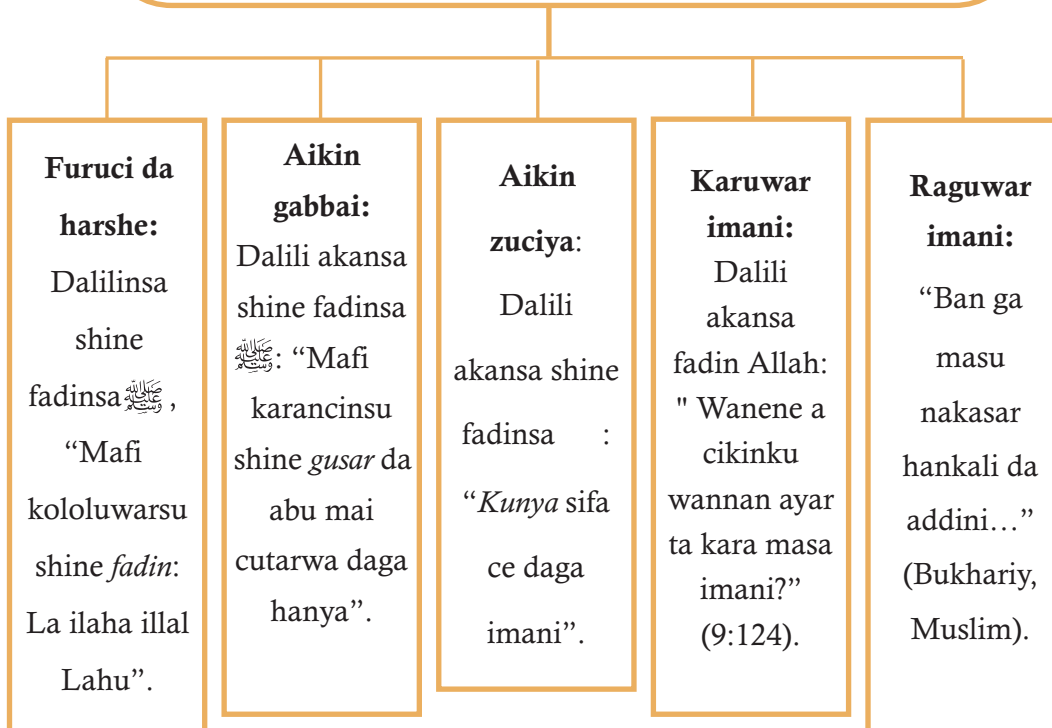 Furuci da
harshe:
Dalilinsa
shine
fadinsa ﷺ ,
“Mafi
kololuwarsu
shine fadin:
La ilaha illal
Lahu”.
Aikin
gabbai:
Dalili akansa
shine fadinsa
ﷺ: “Mafi
karancinsu
shine gusar da
abu mai
cutarwa daga
hanya”.
Aikin
zuciya:
Dalili
akansa shine
fadinsa :
“Kunya sifa
ce daga
imani”.
Karuwar
imani:
Dalili
akansa
fadin Allah:
" Wanene a
cikinku
wannan ayar
ta kara masa
imani?”
(9:124).
Raguwar
imani:
“Ban ga
masu
nakasar
hankali da
addini…”
(Bukhariy,
Muslim).